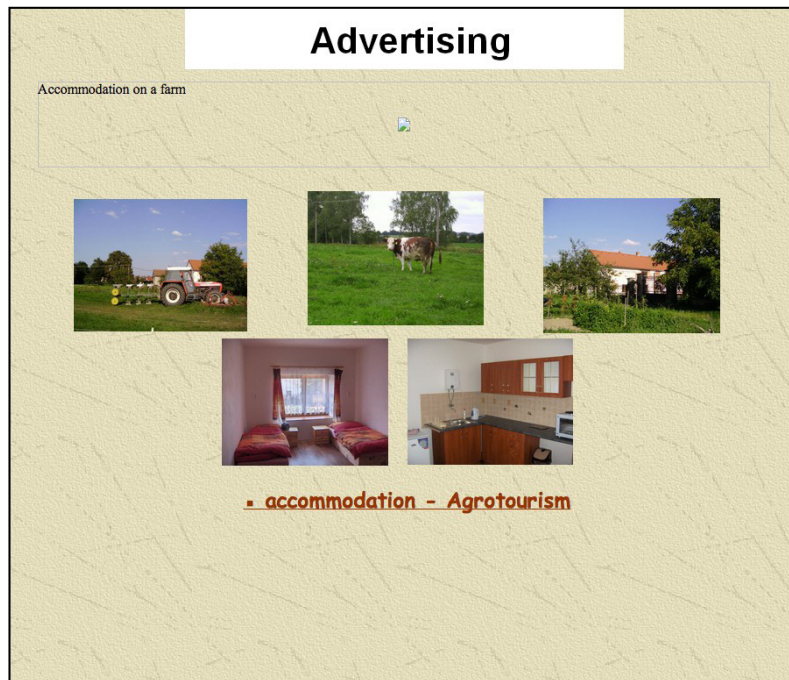 Advertising
Accommodation on a farm
▪ accommodation - Agrotourism